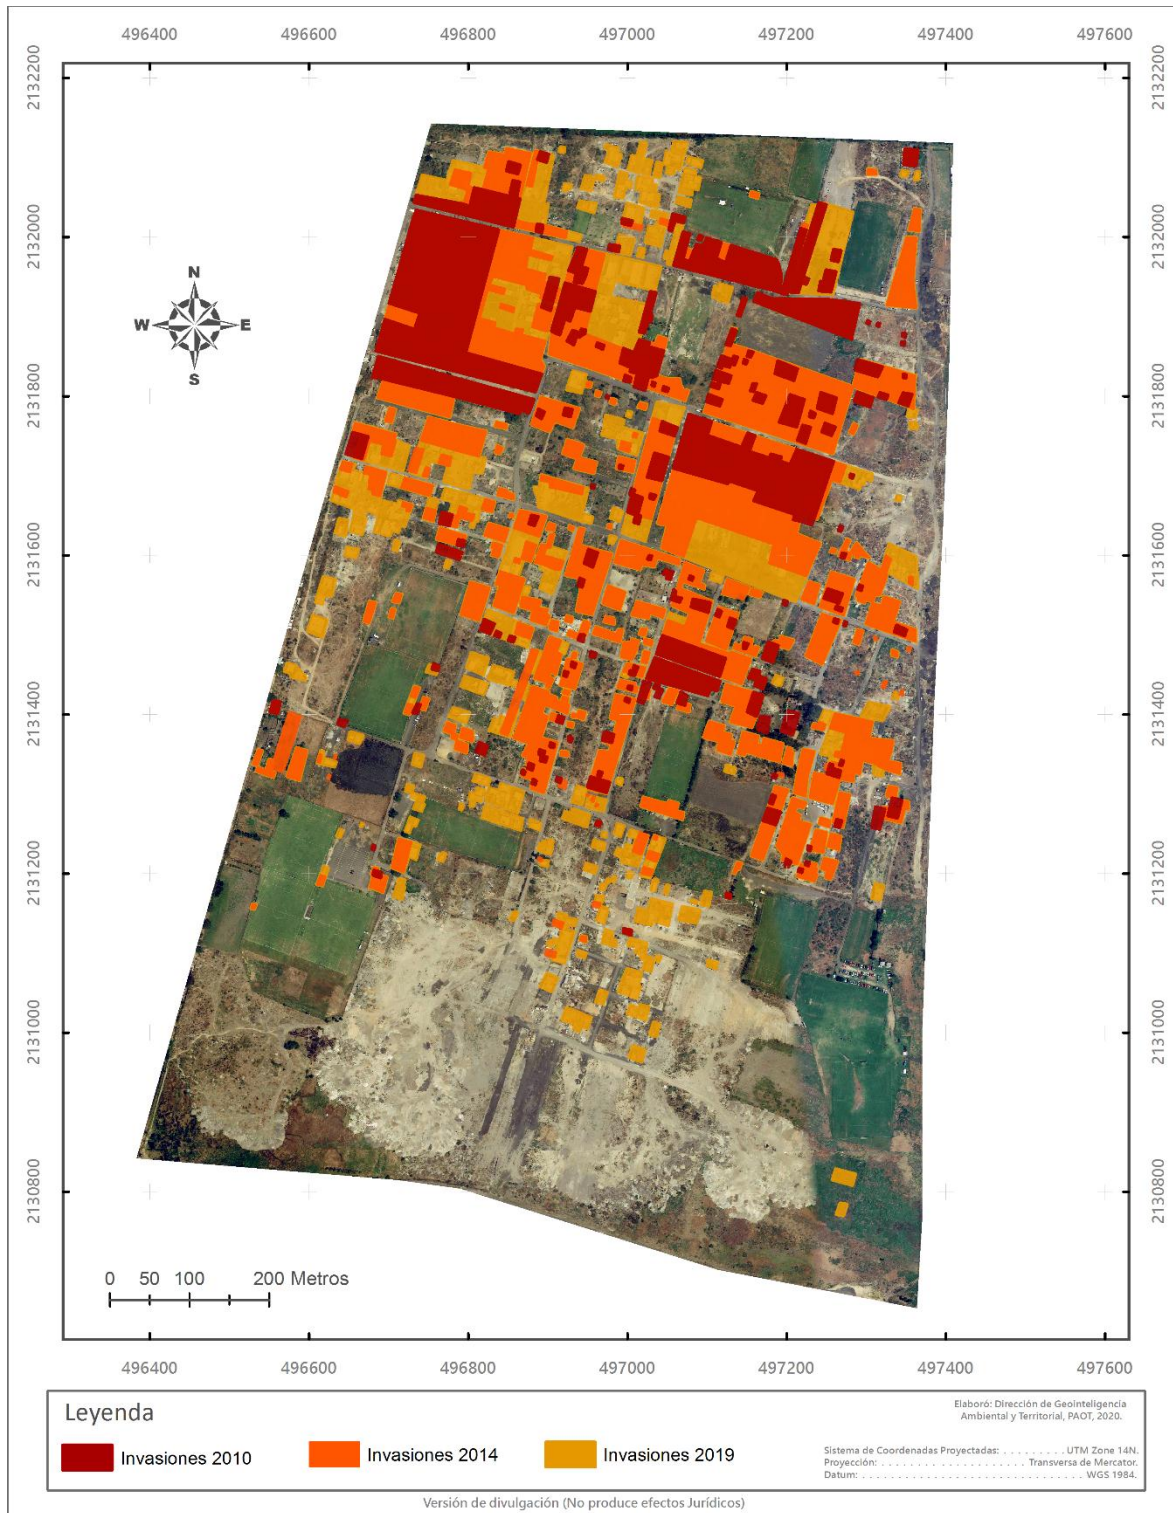 496400 496600 496800 497000 497200 497400 497600
2132200 2132200
2132000 2132000
N
W E
S
2131800 2131800
2131600 2131600
2131400 2131400
2131200 2131200
2131000 2131000
2130800 2130800
0 50 100 200 Metros
496400 496600 496800 497000 497200 497400 497600
Leyenda
Elaboró: Dirección de Geointeligencia
Ambiental y Territorial, PAOT, 2020.
Invasiones 2010 Invasiones 2014 Invasiones 2019
Sistema de Coordenadas Proyectadas: . . . . . . . . . UTM Zone 14N.
Proyección: . . . . . . . . . . . . . . . . . . . . Transversa de Mercator.
Datum: . . . . . . . . . . . . . . . . . . . . . . . . . . . . . . . WGS 1984.
Versión de divulgación (No produce efectos Jurídicos)